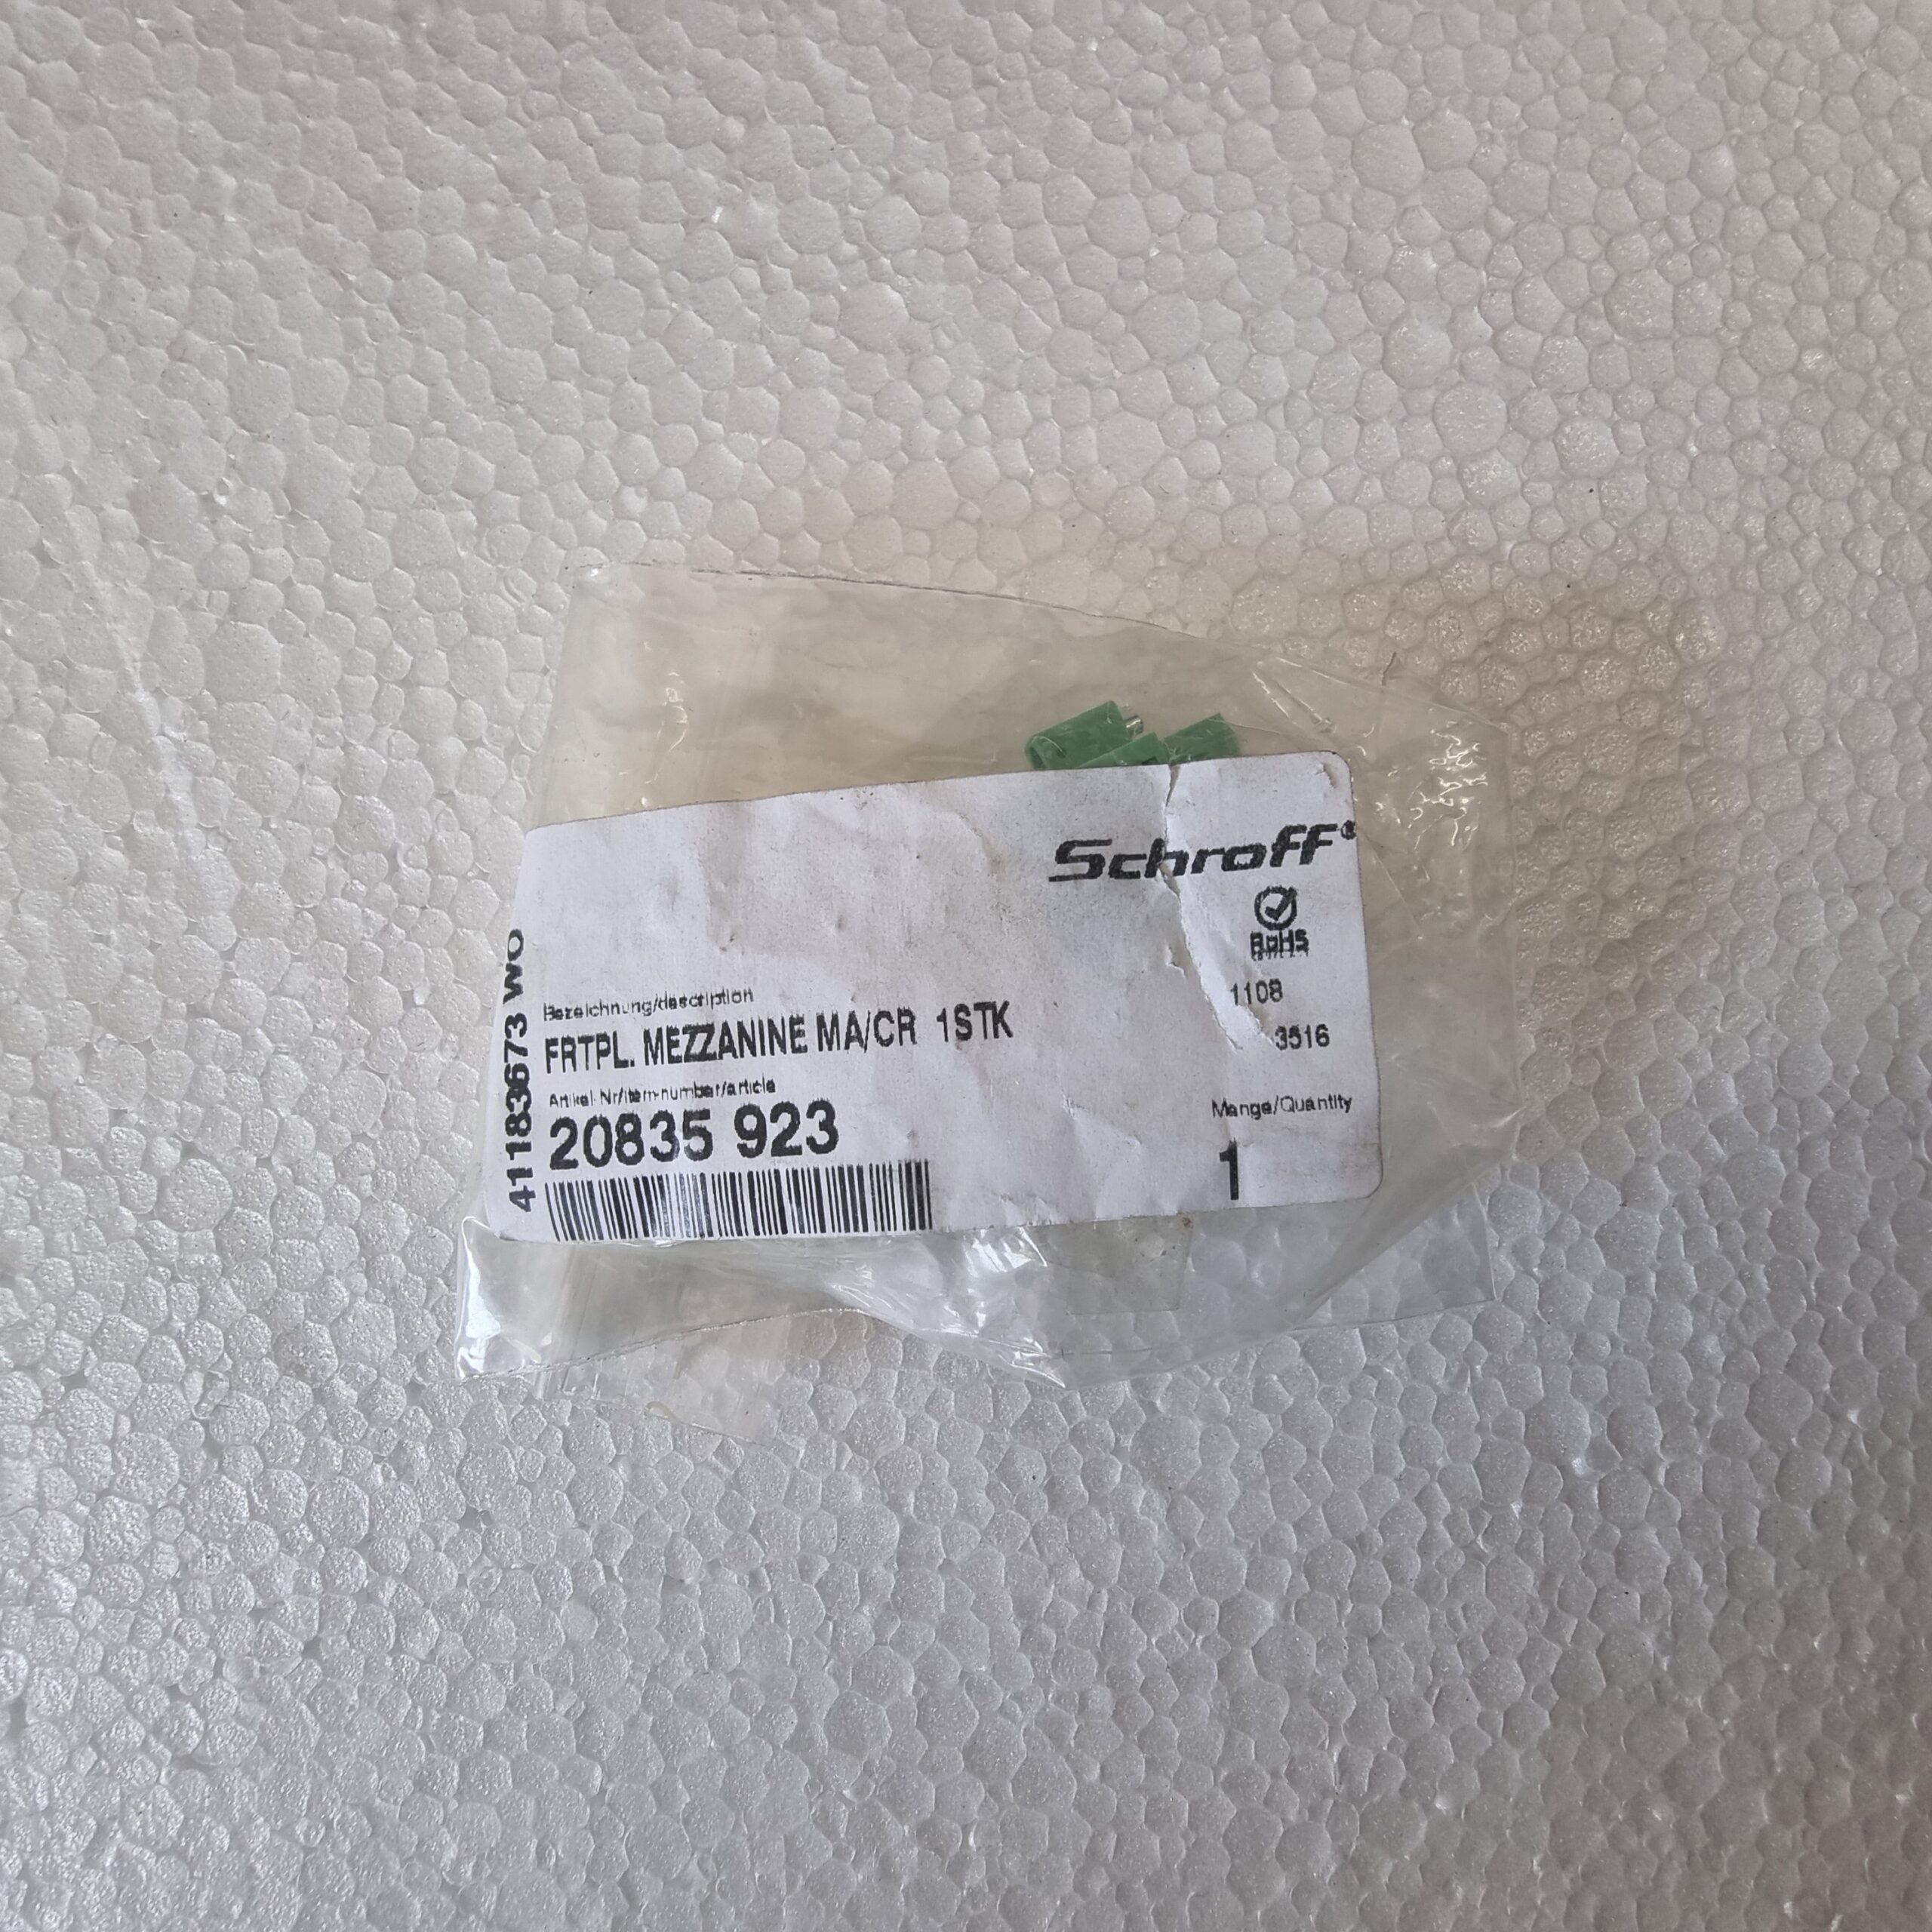 Schroff®
RoHS
Bezeichnung/description
FRTPL. MEZZANINE MA/CR 1STK
1108
3516
Artikel-Nr/item-number/article
20835 923
Menge/Quantity
1
411836673 WO